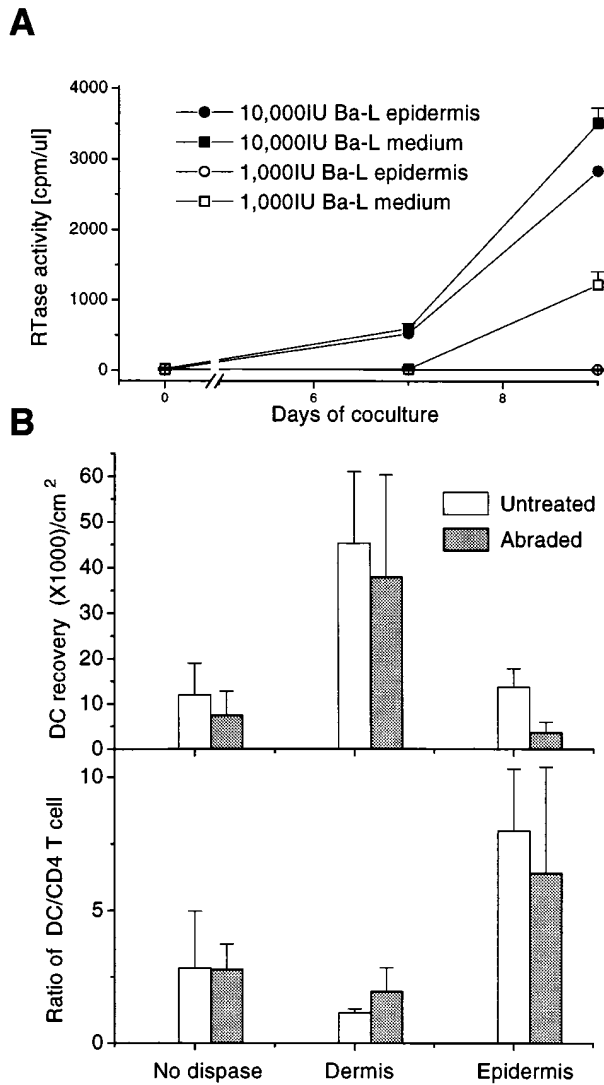 A
RTase activity [cpm/ul]
4000
3000
2000
1000
0
10,000IU Ba-L epidermis
10,000IU Ba-L medium
1,000IU Ba-L epidermis
1,000IU Ba-L medium
0 6 8
Days of coculture
B
DC recovery (X1000)/cm2
60
50
40
30
20
10
0
Untreated
Abraded
Ratio of DC/CD4 T cell
10
5
0
No dispase Dermis Epidermis